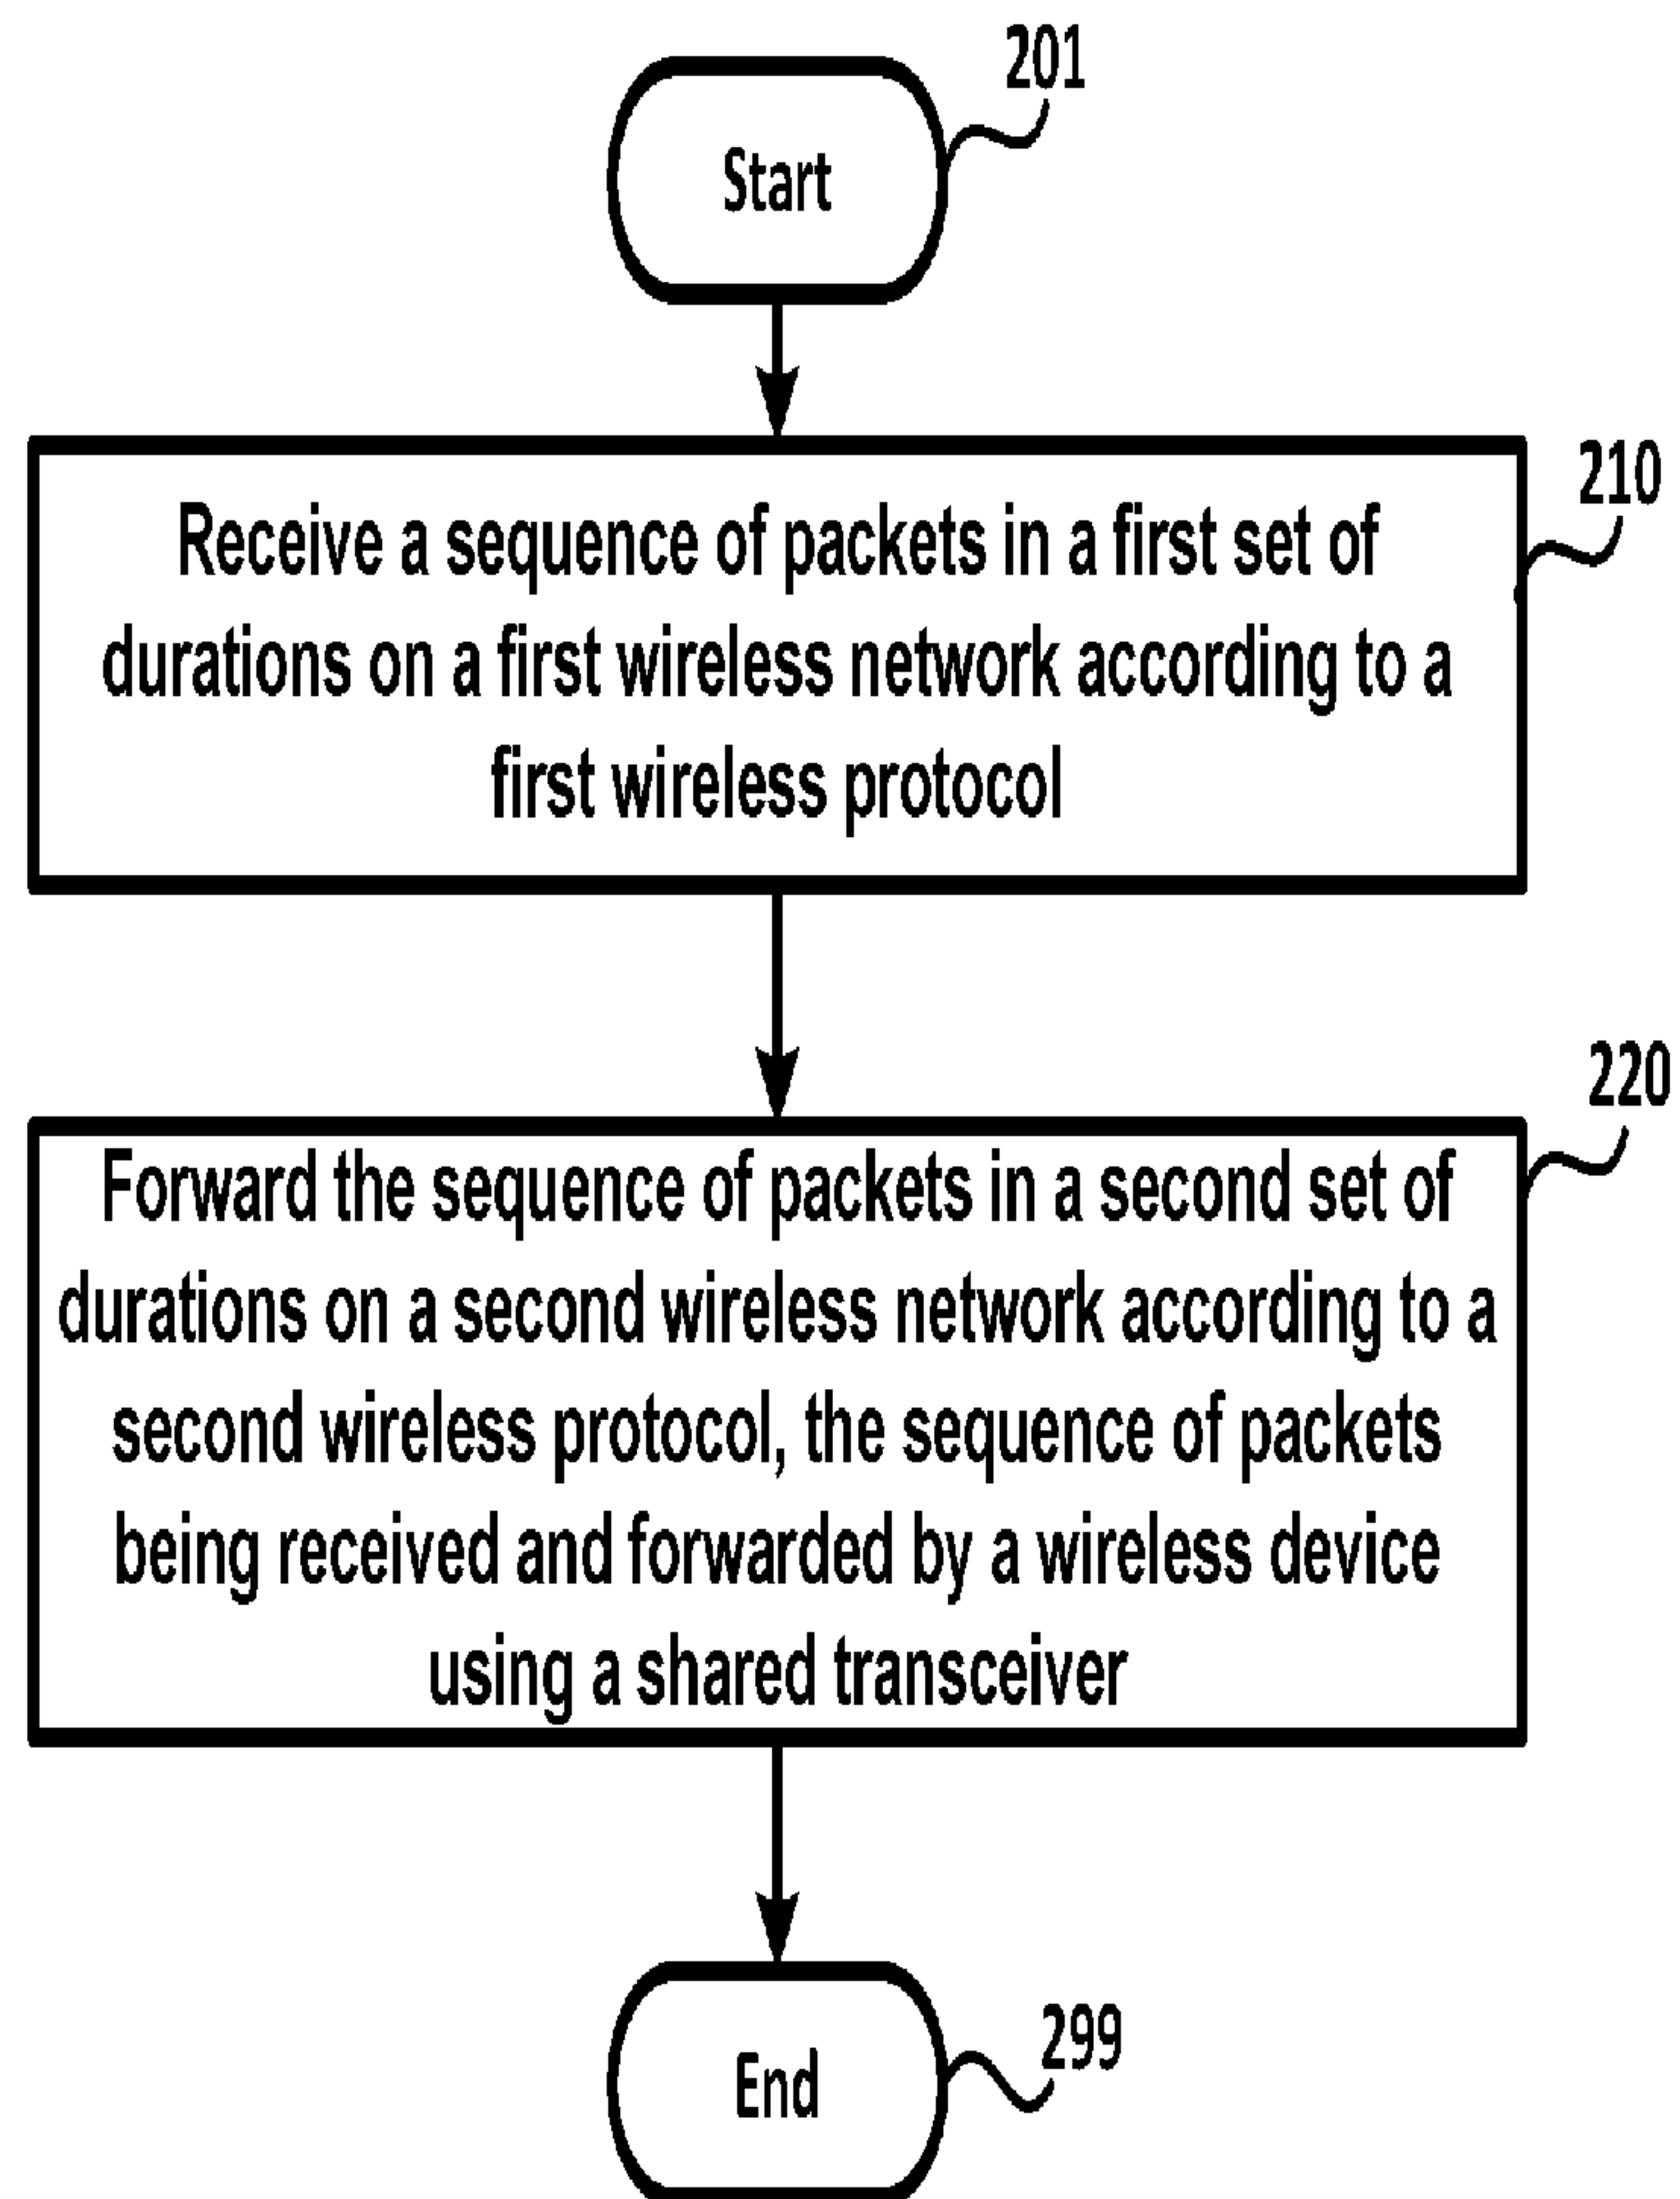 201
Start
210
Receive a sequence of packets in a first set of
durations on a first wireless network according to a
first wireless protocol
220
Forward the sequence of packets in a second set of
durations on a second wireless network according to a
second wireless protocol, the sequence of packets
being received and forwarded by a wireless device
using a shared transceiver
299
End